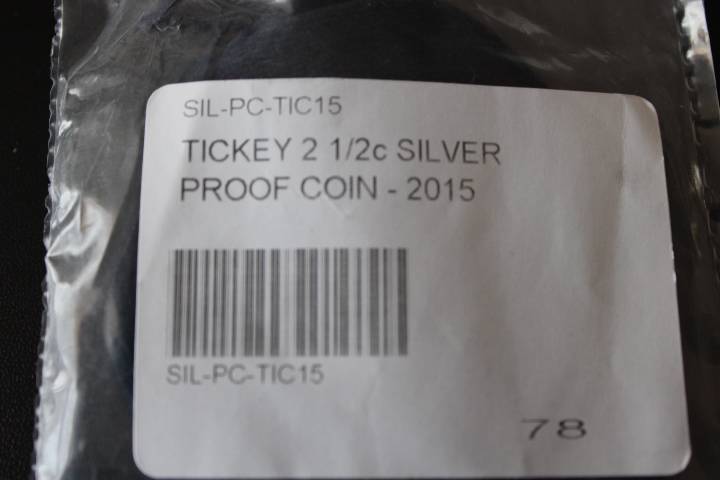 SIL-PC-TIC15
TICKEY 2 1/2c SILVER
PROOF COIN - 2015
SIL-PC-TIC15
78